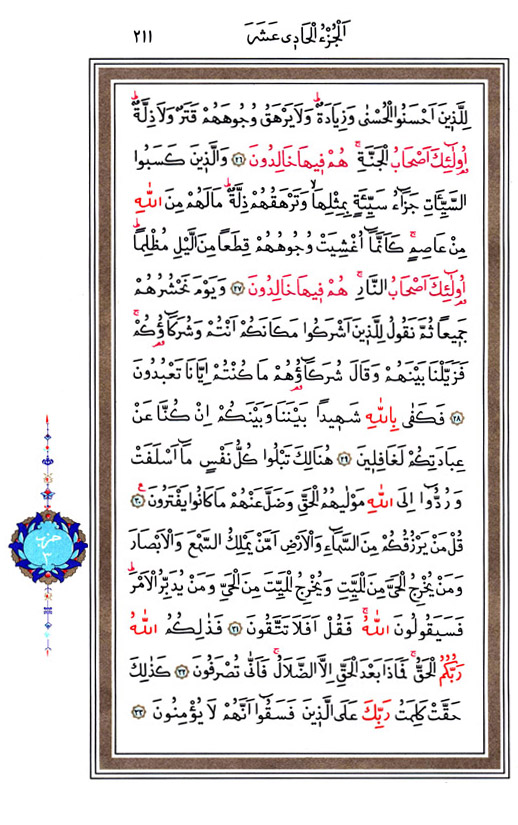 اَلْجُزْءُ الْحَادِي عَشَرَ ٢١١
لِلَّذِينَ اَحْسَنُوا الْحُسْنٰى وَزِيَادَةٌ وَلَا يَرْهَقُ وُجُوهَهُمْ قَتَرٌ وَلَا ذِلَّةٌ
اُولٰٓئِكَ اَصْحَابُ الْجَنَّةِ هُمْ فِيهَا خَالِدُونَ ٢٦ وَالَّذِينَ كَسَبُوا
السَّيِّـَٔاتِ جَزَٓاءُ سَيِّئَةٍ بِمِثْلِهَا وَتَرْهَقُهُمْ ذِلَّةٌ مَا لَهُمْ مِنَ اللّٰهِ
مِنْ عَاصِمٍ كَاَنَّمَٓا اُغْشِيَتْ وُجُوهُهُمْ قِطَعًا مِنَ الَّيْلِ مُظْلِمًا
اُولٰٓئِكَ اَصْحَابُ النَّارِ هُمْ فِيهَا خَالِدُونَ ٢٧ وَيَوْمَ نَحْشُرُهُمْ
جَمِيعًا ثُمَّ نَقُولُ لِلَّذِينَ اَشْرَكُوا مَكَانَكُمْ اَنْتُمْ وَشُرَكَٓاؤُ۬كُمْ
فَزَيَّلْنَا بَيْنَهُمْ وَقَالَ شُرَكَٓاؤُ۬هُمْ مَا كُنْتُمْ اِيَّانَا تَعْبُدُونَ
٢٨ فَكَفٰى بِاللّٰهِ شَهِيدًا بَيْنَنَا وَبَيْنَكُمْ اِنْ كُنَّا عَنْ
عِبَادَتِكُمْ لَغَافِلِينَ ٢٩ هُنَالِكَ تَبْلُوا كُلُّ نَفْسٍ مَٓا اَسْلَفَتْ
وَرُدُّٓوا اِلَى اللّٰهِ مَوْلٰيهُمُ الْحَقِّ وَضَلَّ عَنْهُمْ مَا كَانُوا يَفْتَرُونَ ٣٠
قُلْ مَنْ يَرْزُقُكُمْ مِنَ السَّمَٓاءِ وَالْاَرْضِ اَمَّنْ يَمْلِكُ السَّمْعَ وَالْاَبْصَارَ
وَمَنْ يُخْرِجُ الْحَيَّ مِنَ الْمَيِّتِ وَيُخْرِجُ الْمَيِّتَ مِنَ الْحَيِّ وَمَنْ يُدَبِّرُ الْاَمْرَ
فَسَيَقُولُونَ اللّٰهُ فَقُلْ اَفَلَا تَتَّقُونَ ٣١ فَذٰلِكُمُ اللّٰهُ
رَبُّكُمُ الْحَقُّ فَمَاذَا بَعْدَ الْحَقِّ اِلَّا الضَّلَالُ فَاَنّٰى تُصْرَفُونَ ٣٢ كَذٰلِكَ
حَقَّتْ كَلِمَتُ رَبِّكَ عَلَى الَّذِينَ فَسَقُٓوا اَنَّهُمْ لَا يُؤْمِنُونَ ٣٣
حزب
٣